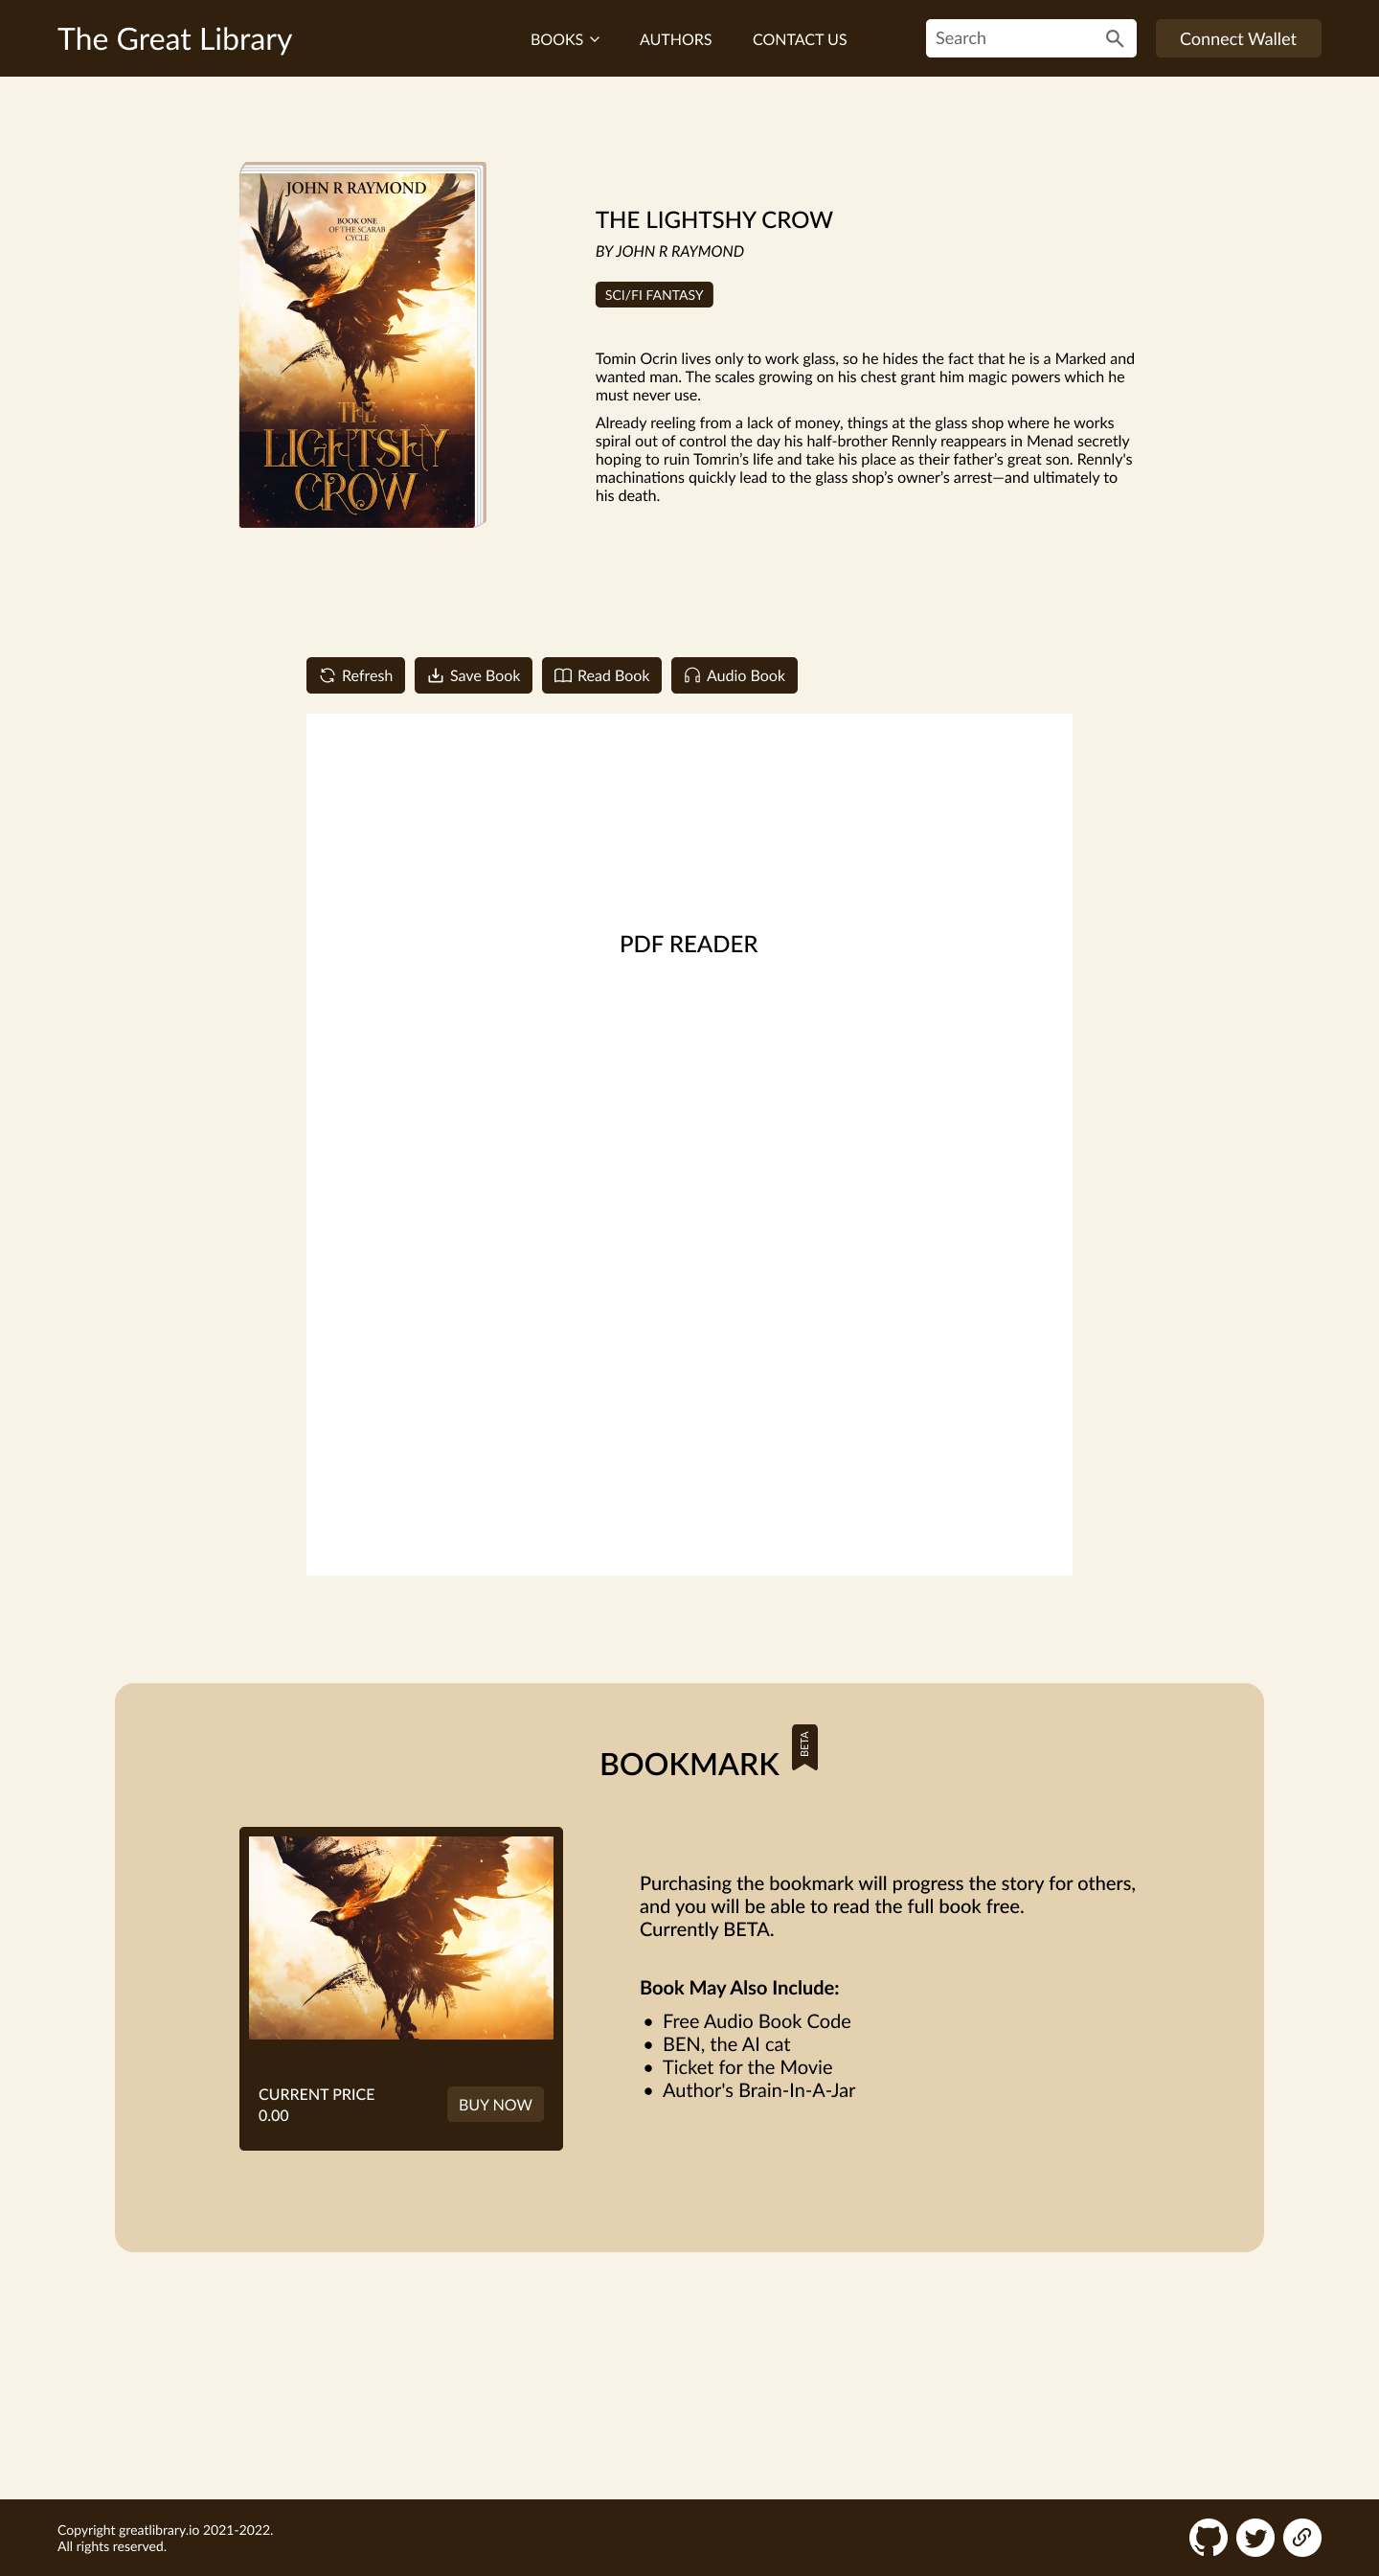 The Great Library
BOOKS
AUTHORS
CONTACT US
Search
Connect Wallet
JOHN R RAYMOND
BOOK ONE
OF THE SCARAB
CYCLE
THE
LIGHTSHY
CROW
THE LIGHTSHY CROW
BY JOHN R RAYMOND
SCI/FI FANTASY
Tomin Ocrin lives only to work glass, so he hides the fact that he is a Marked and
wanted man. The scales growing on his chest grant him magic powers which he
must never use.
Already reeling from a lack of money, things at the glass shop where he works
spiral out of control the day his half-brother Rennly reappears in Menad secretly
hoping to ruin Tomrin’s life and take his place as their father’s great son. Rennly's
machinations quickly lead to the glass shop’s owner’s arrest—and ultimately to
his death.
Refresh
Save Book
Read Book
Audio Book
PDF READER
BOOKMARK
BETA
Purchasing the bookmark will progress the story for others,
and you will be able to read the full book free.
Currently BETA.
Book May Also Include:
• Free Audio Book Code
• BEN, the AI cat
• Ticket for the Movie
• Author's Brain-In-A-Jar
CURRENT PRICE
0.00
BUY NOW
Copyright greatlibrary.io 2021-2022.
All rights reserved.